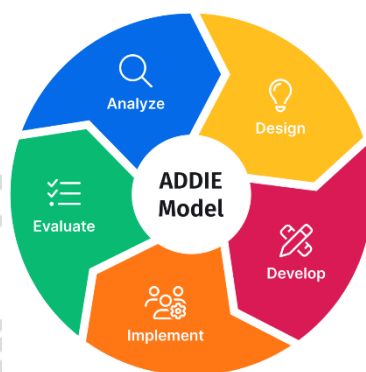 Analyze
Design
ADDIE
Model
Evaluate
Develop
Implement